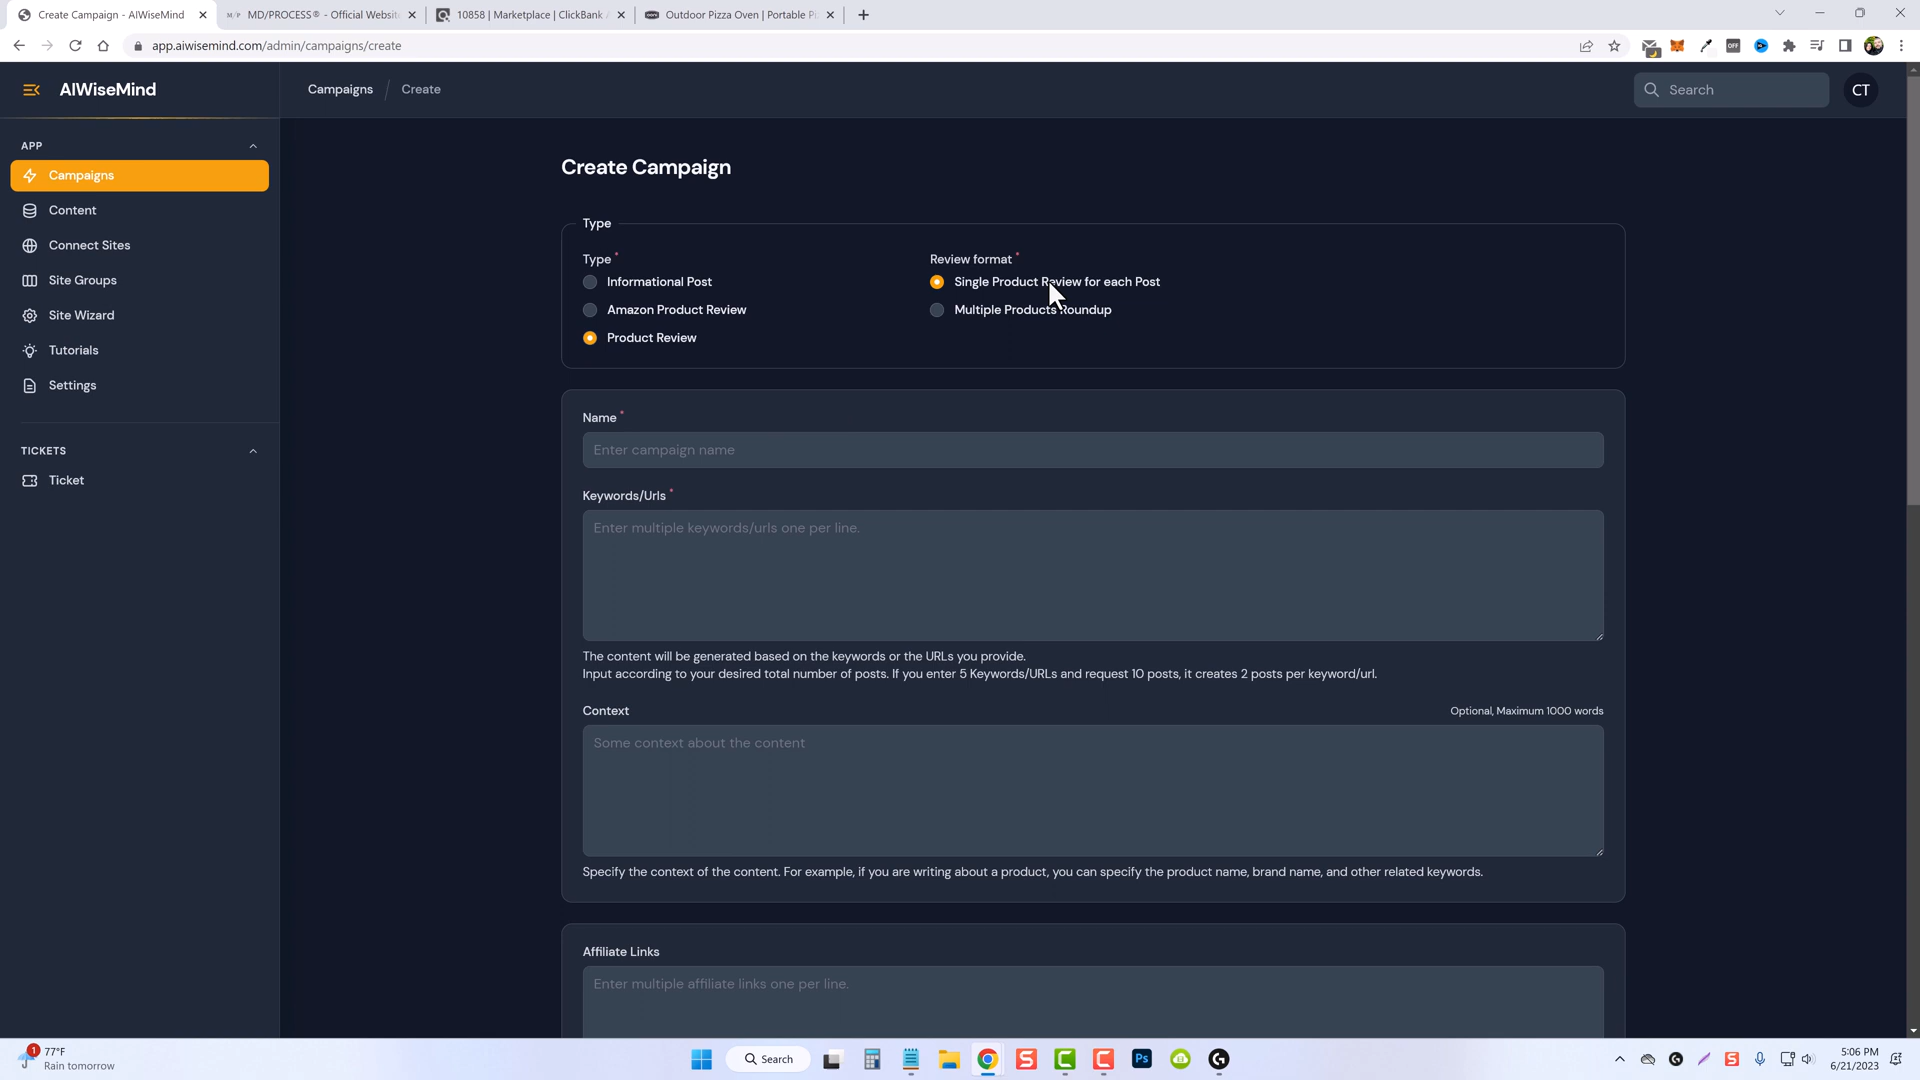 Create Campaign - AIWiseMind
MD/PROCESS® - Official Website
10858 | Marketplace | ClickBank
Outdoor Pizza Oven | Portable Pi
app.aiwisemind.com/admin/campaigns/create
OFF
AIWiseMind
Campaigns
Create
Search
CT
APP
Campaigns
Content
Connect Sites
Site Groups
Site Wizard
Tutorials
Settings
TICKETS
Ticket
Create Campaign
Type
Type *
Informational Post
Amazon Product Review
Product Review
Review format *
Single Product Review for each Post
Multiple Products Roundup
Name *
Enter campaign name
Keywords/Urls *
Enter multiple keywords/urls one per line.
The content will be generated based on the keywords or the URLs you provide.
Input according to your desired total number of posts. If you enter 5 Keywords/URLs and request 10 posts, it creates 2 posts per keyword/url.
Context
Optional, Maximum 1000 words
Some context about the content
Specify the context of the content. For example, if you are writing about a product, you can specify the product name, brand name, and other related keywords.
Affiliate Links
Enter multiple affiliate links one per line.
1
77°F
Rain tomorrow
Search
Ps
5:06 PM
6/21/2023